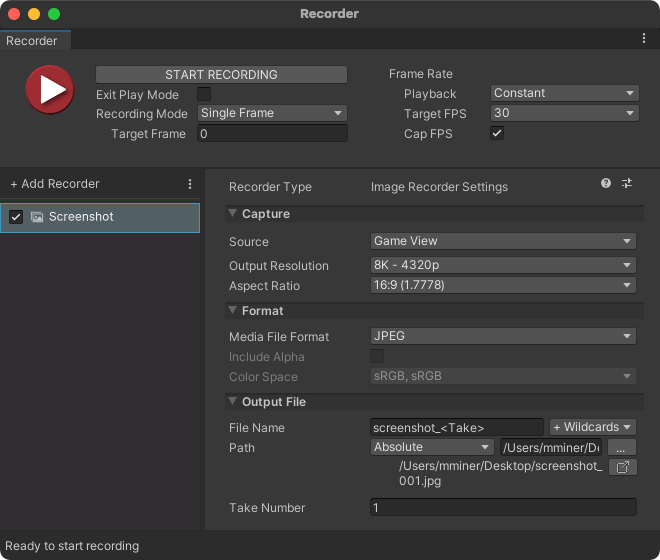 Recorder
Recorder
START RECORDING
Exit Play Mode
Recording Mode Single Frame
Target Frame 0
Frame Rate
Playback Constant
Target FPS 30
Cap FPS
+ Add Recorder
Screenshot
Recorder Type Image Recorder Settings
Capture
Source Game View
Output Resolution 8K - 4320p
Aspect Ratio 16:9 (1.7778)
Format
Media File Format JPEG
Include Alpha
Color Space sRGB, sRGB
Output File
File Name screenshot_<Take> + Wildcards
Path Absolute /Users/mminer/De ...
/Users/mminer/Desktop/screenshot_
001.jpg
Take Number 1
Ready to start recording